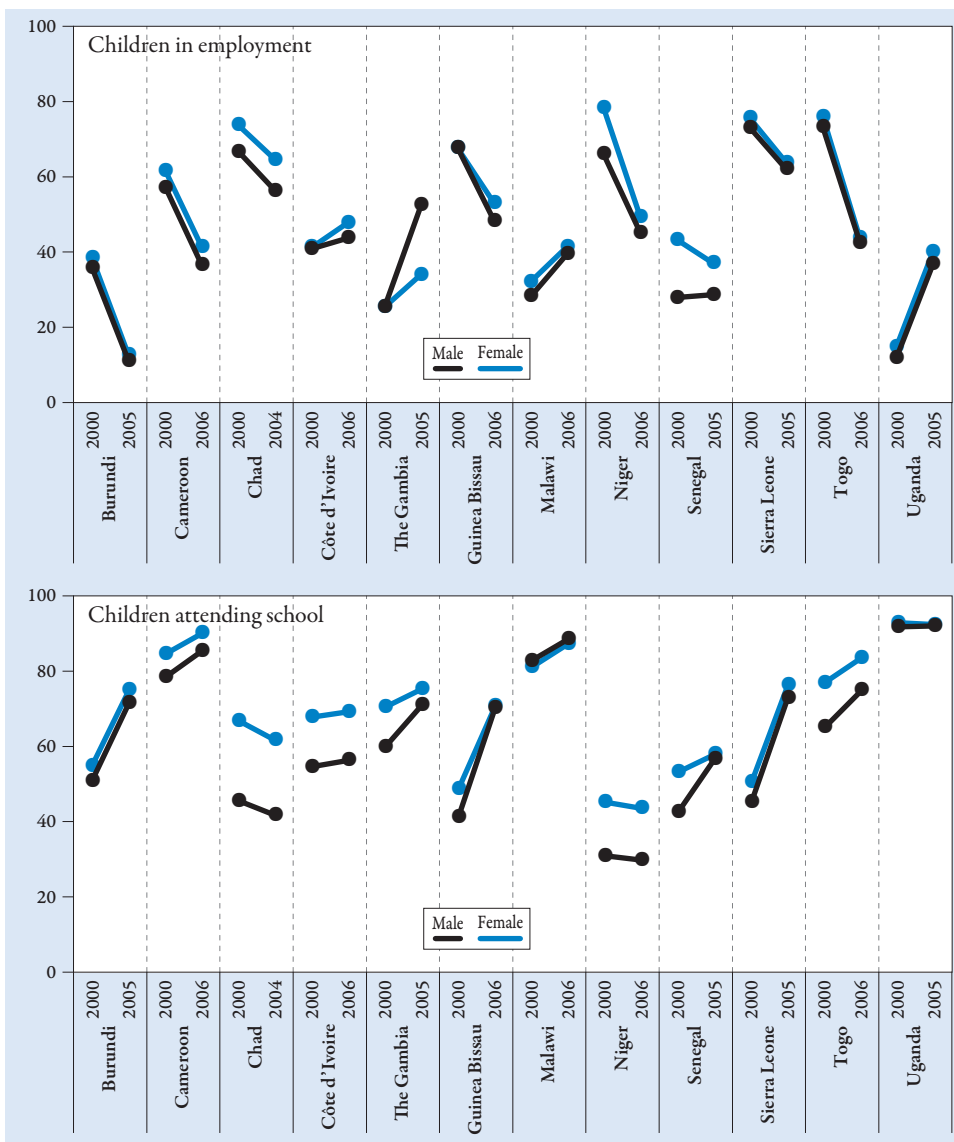 Children in employment
100
80
60
40
20
0
Male Female
2000 2005 2000 2006 2000 2004 2000 2006 2000 2005 2000 2006 2000 2006 2000 2006 2000 2005 2000 2005 2000 2006 2000 2005
Burundi Cameroon Chad Côte d'Ivoire The Gambia Guinea Bissau Malawi Niger Senegal Sierra Leone Togo Uganda
Children attending school
100
80
60
40
20
0
Male Female
2000 2005 2000 2006 2000 2004 2000 2006 2000 2005 2000 2006 2000 2006 2000 2006 2000 2005 2000 2005 2000 2006 2000 2005
Burundi Cameroon Chad Côte d'Ivoire The Gambia Guinea Bissau Malawi Niger Senegal Sierra Leone Togo Uganda